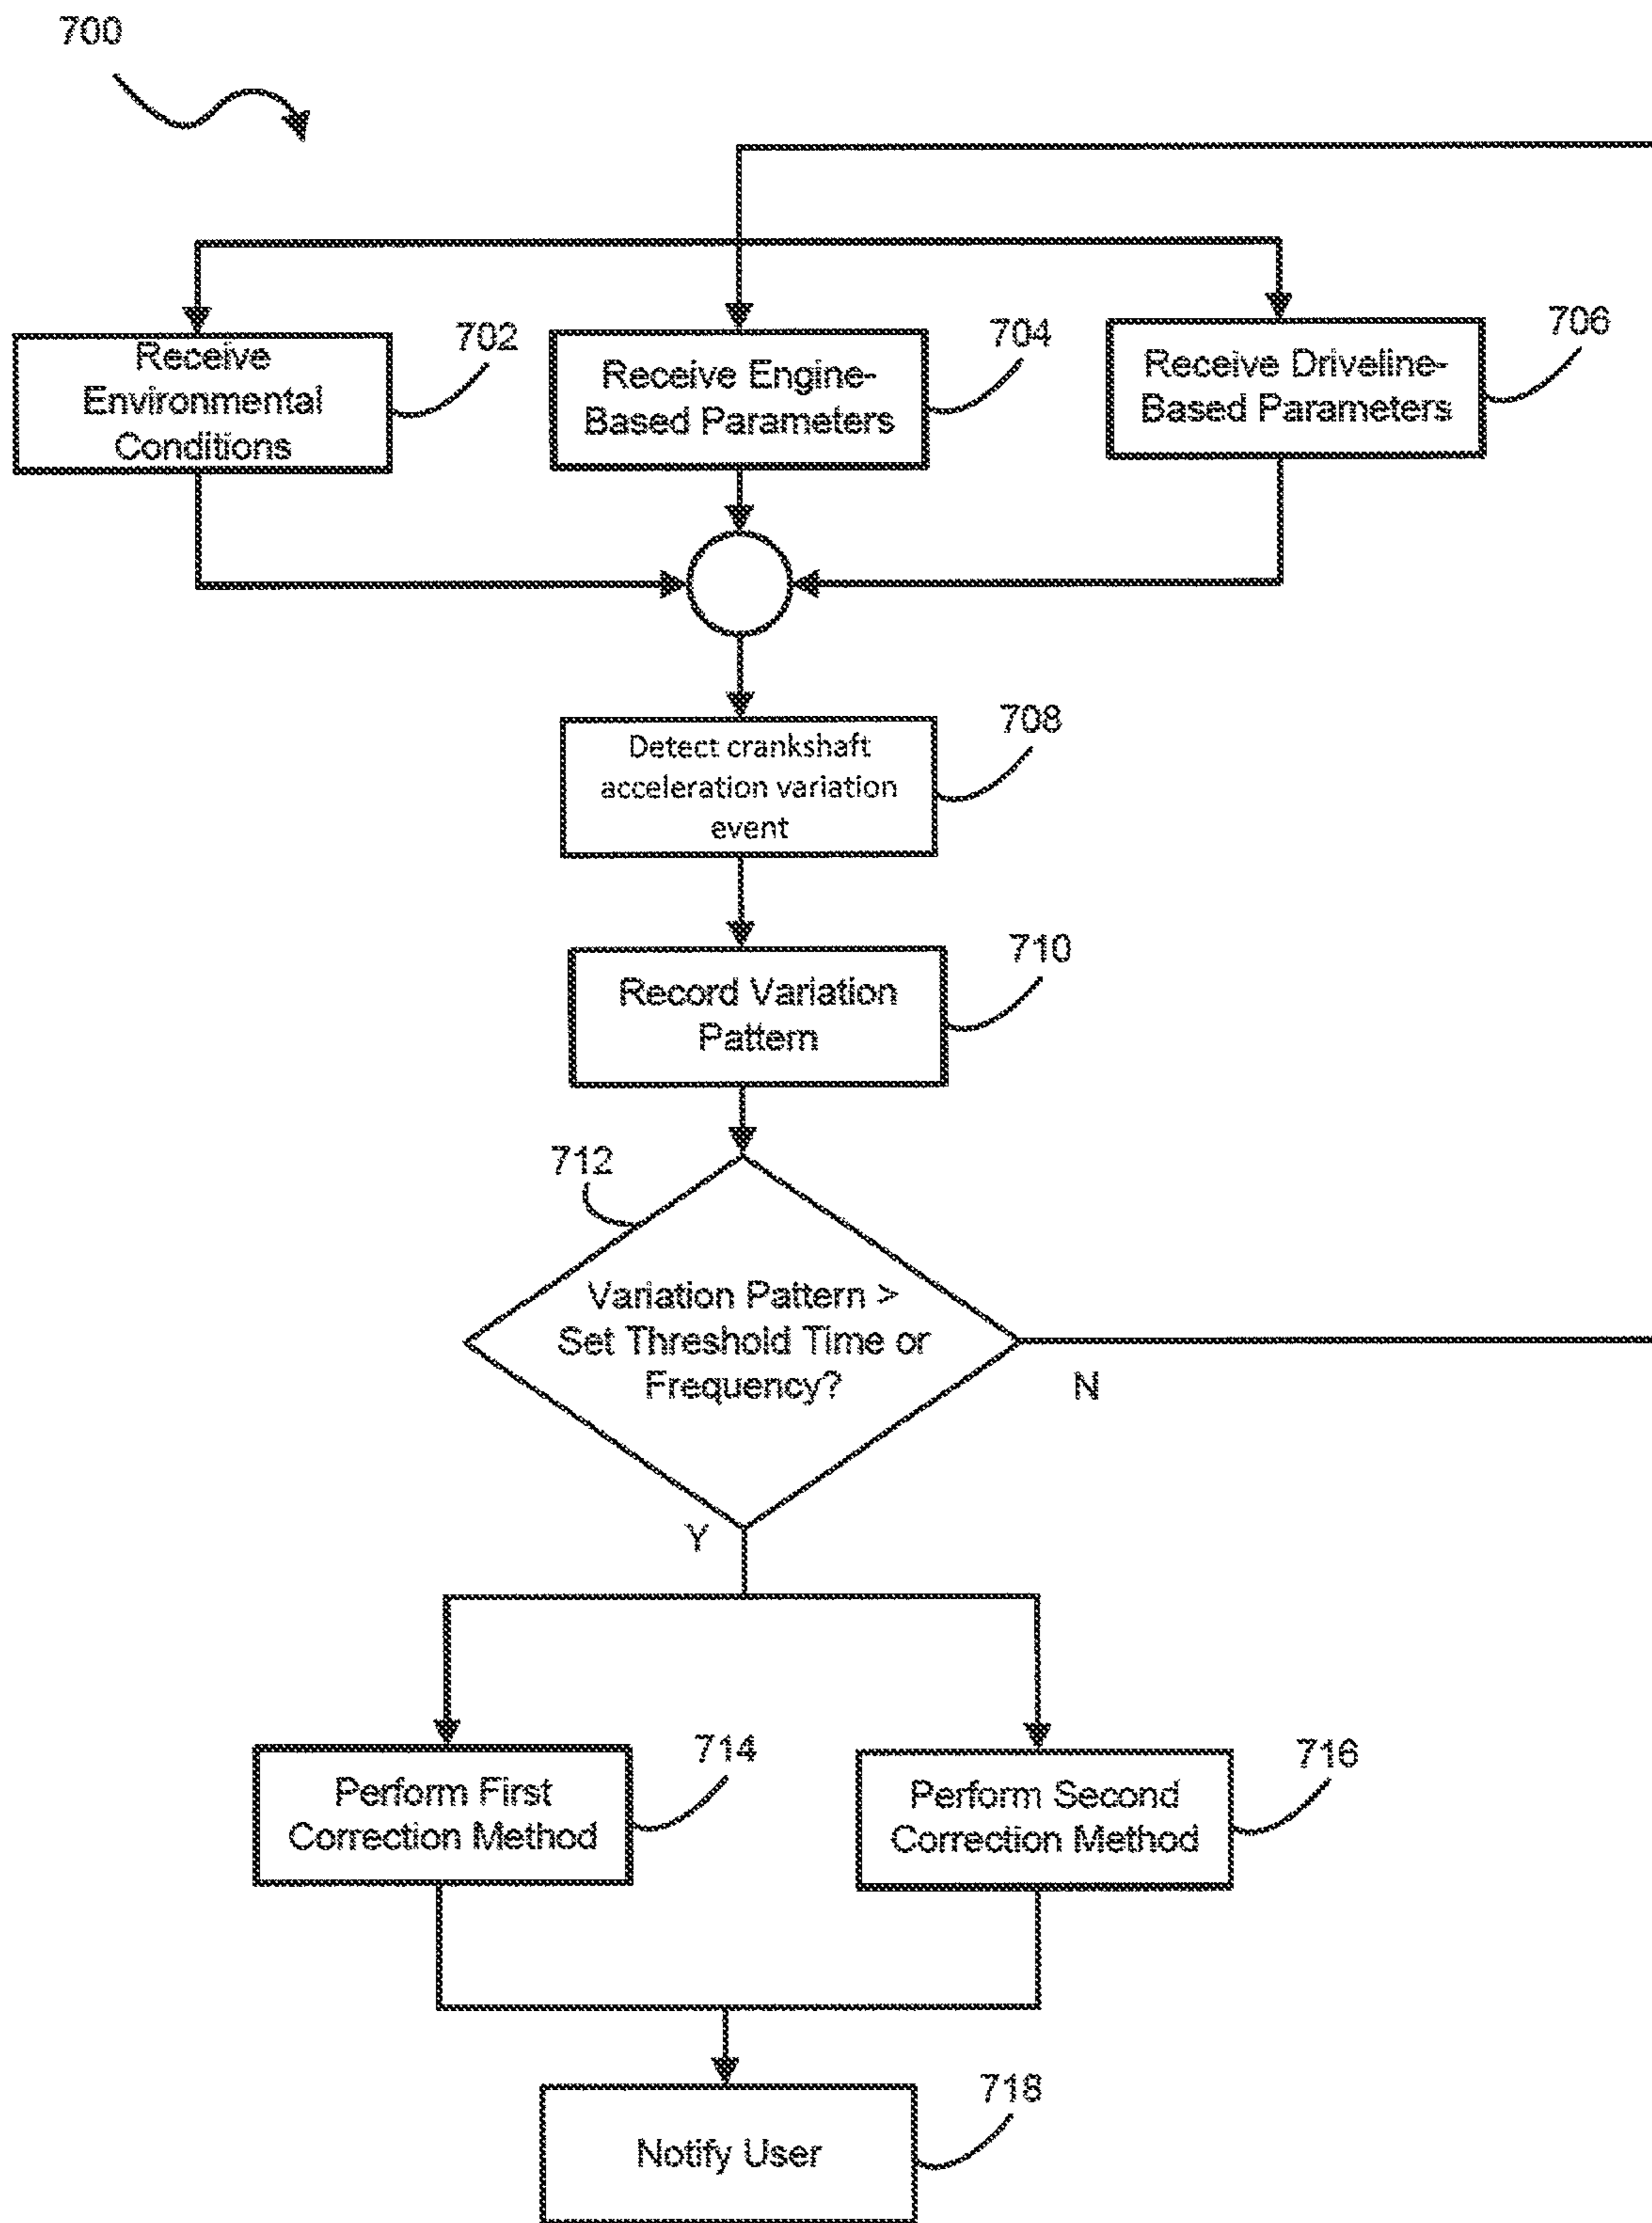 700
Receive
Environmental
Conditions
702
Receive Engine-
Based Parameters
704
Receive Driveline-
Based Parameters
706
Detect crankshaft
acceleration variation
event
708
Record Variation
Pattern
710
712
Variation Pattern >
Set Threshold Time or
Frequency?
N
Y
Perform First
Correction Method
714
Perform Second
Correction Method
716
Notify User
718